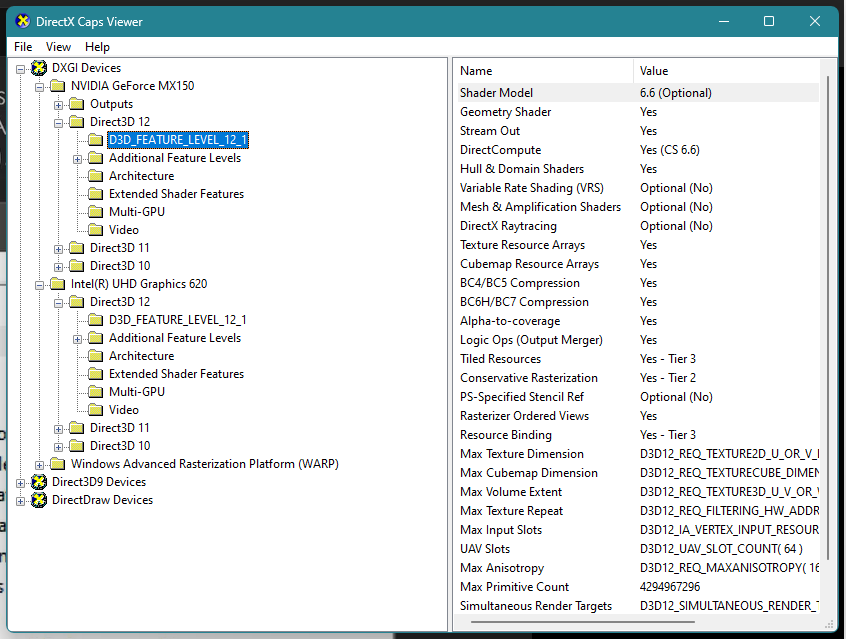 DirectX Caps Viewer
File View Help
DXGI Devices
NVIDIA GeForce MX150
Outputs
Direct3D 12
D3D_FEATURE_LEVEL_12_1
Additional Feature Levels
Architecture
Extended Shader Features
Multi-GPU
Video
Direct3D 11
Direct3D 10
Intel(R) UHD Graphics 620
Direct3D 12
D3D_FEATURE_LEVEL_12_1
Additional Feature Levels
Architecture
Extended Shader Features
Multi-GPU
Video
Direct3D 11
Direct3D 10
Windows Advanced Rasterization Platform (WARP)
Direct3D9 Devices
DirectDraw Devices
Name Value
Shader Model 6.6 (Optional)
Geometry Shader Yes
Stream Out Yes
DirectCompute Yes (CS 6.6)
Hull & Domain Shaders Yes
Variable Rate Shading (VRS) Optional (No)
Mesh & Amplification Shaders Optional (No)
DirectX Raytracing Optional (No)
Texture Resource Arrays Yes
Cubemap Resource Arrays Yes
BC4/BC5 Compression Yes
BC6H/BC7 Compression Yes
Alpha-to-coverage Yes
Logic Ops (Output Merger) Yes
Tiled Resources Yes - Tier 3
Conservative Rasterization Yes - Tier 2
PS-Specified Stencil Ref Optional (No)
Rasterizer Ordered Views Yes
Resource Binding Yes - Tier 3
Max Texture Dimension D3D12_REQ_TEXTURE2D_U_OR_V_
Max Cubemap Dimension D3D12_REQ_TEXTURECUBE_DIMEN
Max Volume Extent D3D12_REQ_TEXTURE3D_U_V_OR_
Max Texture Repeat D3D12_REQ_FILTERING_HW_ADDR
Max Input Slots D3D12_IA_VERTEX_INPUT_RESOUR
UAV Slots D3D12_UAV_SLOT_COUNT( 64 )
Max Anisotropy D3D12_REQ_MAXANISOTROPY( 16
Max Primitive Count 4294967296
Simultaneous Render Targets D3D12_SIMULTANEOUS_RENDER_